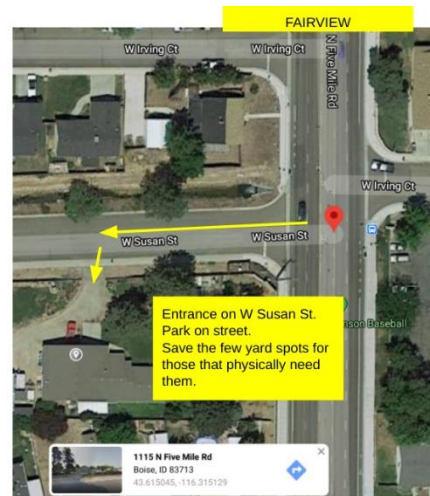 FAIRVIEW
W Irving Ct
W Irving Ct
N Five Mile Rd
W Irving Ct
W Susan St
W Susan St
Entrance on W Susan St.
Park on street.
Save the few yard spots for
those that physically need
them.
Baseball
1115 N Five Mile Rd
Boise, ID 83713
43.615045, -116.315129